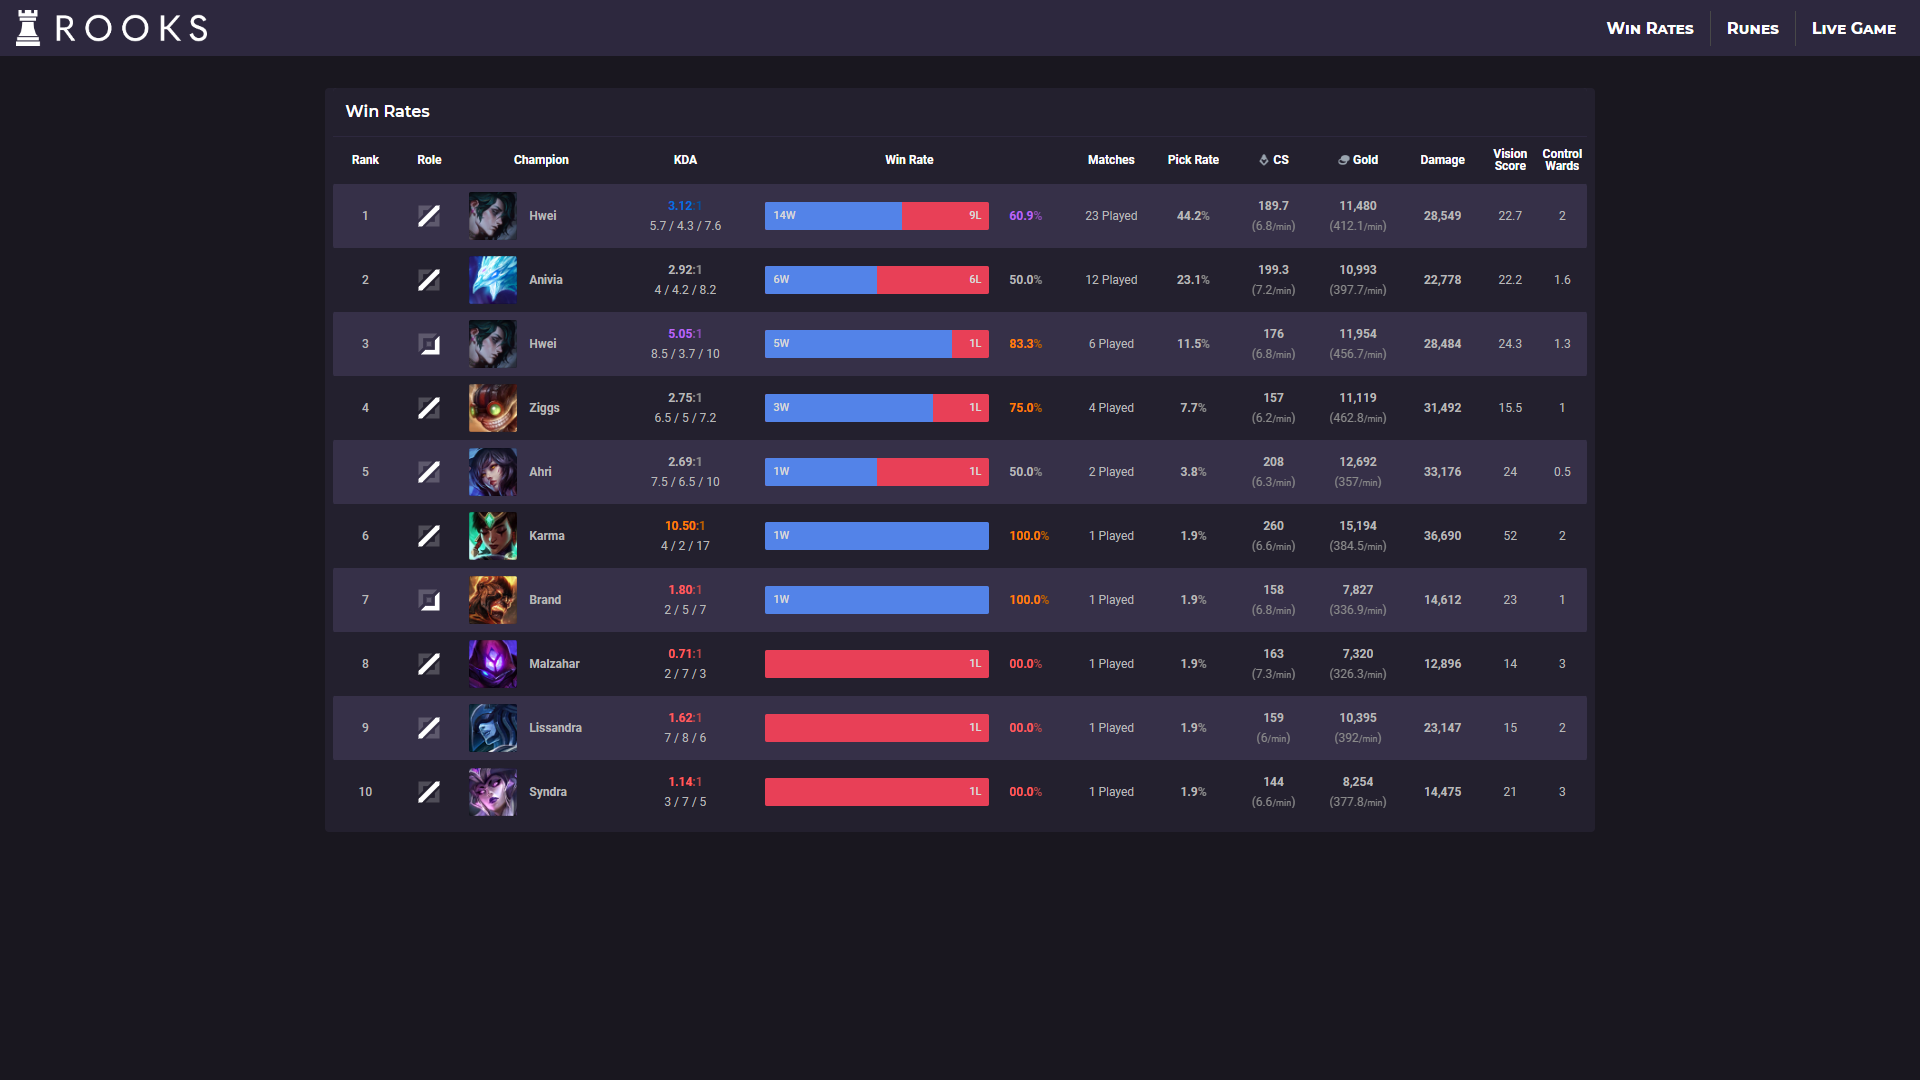 ROOKS
WIN RATES RUNES LIVE GAME
Win Rates
Rank Role Champion KDA Win Rate Matches Pick Rate CS Gold Damage Vision Score Control Wards
1 Hwei 3.12:1 5.7 / 4.3 / 7.6 14W 9L 60.9% 23 Played 44.2% 189.7 (6.8/min) 11,480 (412.1/min) 28,549 22.7 2
2 Anivia 2.92:1 4 / 4.2 / 8.2 6W 6L 50.0% 12 Played 23.1% 199.3 (7.2/min) 10,993 (397.7/min) 22,778 22.2 1.6
3 Hwei 5.05:1 8.5 / 3.7 / 10 5W 1L 83.3% 6 Played 11.5% 176 (6.8/min) 11,954 (456.7/min) 28,484 24.3 1.3
4 Ziggs 2.75:1 6.5 / 5 / 7.2 3W 1L 75.0% 4 Played 7.7% 157 (6.2/min) 11,119 (462.8/min) 31,492 15.5 1
5 Ahri 2.69:1 7.5 / 6.5 / 10 1W 1L 50.0% 2 Played 3.8% 208 (6.3/min) 12,692 (357/min) 33,176 24 0.5
6 Karma 10.50:1 4 / 2 / 17 1W 100.0% 1 Played 1.9% 260 (6.6/min) 15,194 (384.5/min) 36,690 52 2
7 Brand 1.80:1 2 / 5 / 7 1W 100.0% 1 Played 1.9% 158 (6.8/min) 7,827 (336.9/min) 14,612 23 1
8 Malzahar 0.71:1 2 / 7 / 3 1L 00.0% 1 Played 1.9% 163 (7.3/min) 7,320 (326.3/min) 12,896 14 3
9 Lissandra 1.62:1 7 / 8 / 6 1L 00.0% 1 Played 1.9% 159 (6/min) 10,395 (392/min) 23,147 15 2
10 Syndra 1.14:1 3 / 7 / 5 1L 00.0% 1 Played 1.9% 144 (6.6/min) 8,254 (377.8/min) 14,475 21 3